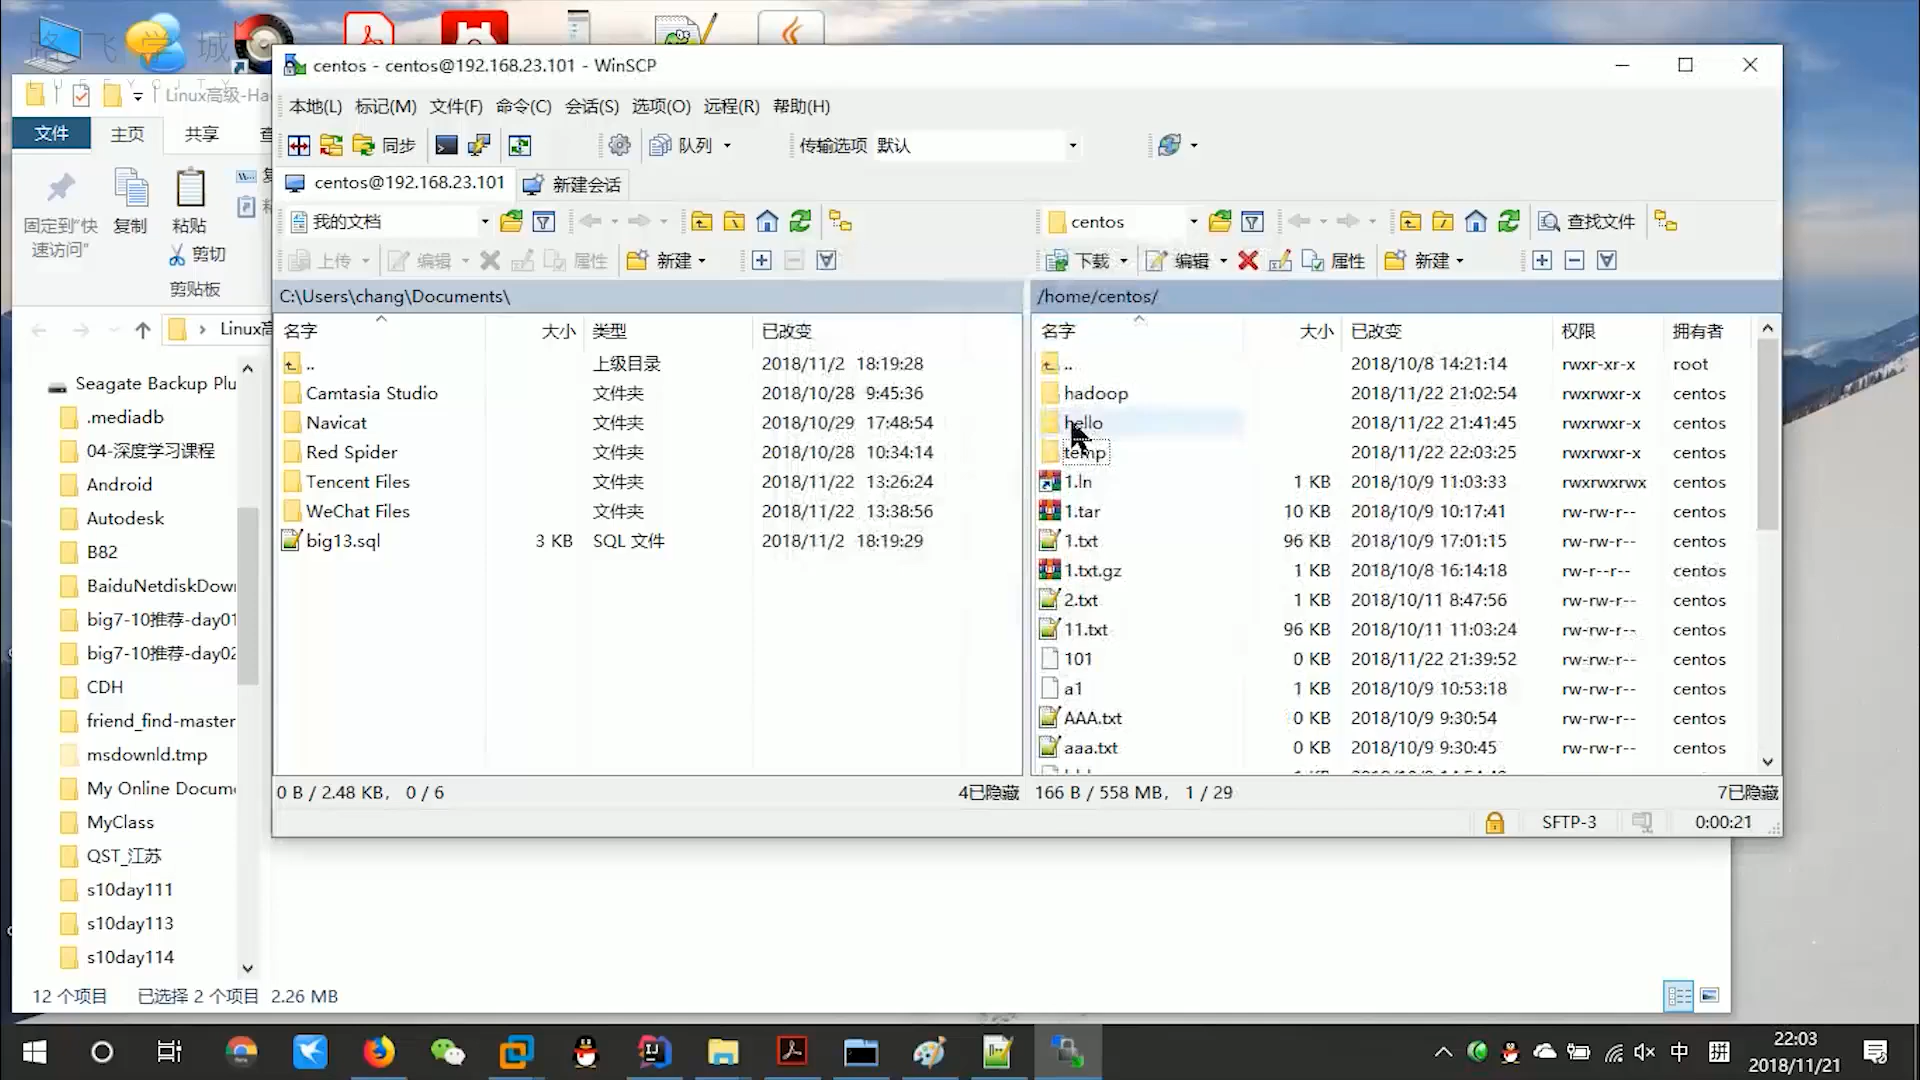 路飞学城
LUFFYCITY
centos - centos@192.168.23.101 - WinSCP
Linux高级-Ha
本地(L) 标记(M) 文件(F) 命令(C) 会话(S) 选项(O) 远程(R) 帮助(H)
文件 主页 共享 查
同步 队列 传输选项 默认
centos@192.168.23.101 新建会话
固定到"快速访问" 复制 粘贴 剪切
剪贴板
我的文档
centos 查找文件
上传 编辑 属性 新建
下载 编辑 属性 新建
C:\Users\chang\Documents\
/home/centos/
Linux高
名字 大小 类型 已改变
.. 上级目录 2018/11/2 18:19:28
Camtasia Studio 文件夹 2018/10/28 9:45:36
Navicat 文件夹 2018/10/29 17:48:54
Red Spider 文件夹 2018/10/28 10:34:14
Tencent Files 文件夹 2018/11/22 13:26:24
WeChat Files 文件夹 2018/11/22 13:38:56
big13.sql 3 KB SQL 文件 2018/11/2 18:19:29
名字 大小 已改变 权限 拥有者
.. 2018/10/8 14:21:14 rwxr-xr-x root
hadoop 2018/11/22 21:02:54 rwxrwxr-x centos
hello 2018/11/22 21:41:45 rwxrwxr-x centos
temp 2018/11/22 22:03:25 rwxrwxr-x centos
1.ln 1 KB 2018/10/9 11:03:33 rwxrwxrwx centos
1.tar 10 KB 2018/10/9 10:17:41 rw-rw-r-- centos
1.txt 96 KB 2018/10/9 17:01:15 rw-rw-r-- centos
1.txt.gz 1 KB 2018/10/8 16:14:18 rw-r--r-- centos
2.txt 1 KB 2018/10/11 8:47:56 rw-rw-r-- centos
11.txt 96 KB 2018/10/11 11:03:24 rw-rw-r-- centos
101 0 KB 2018/11/22 21:39:52 rw-rw-r-- centos
a1 1 KB 2018/10/9 10:53:18 rw-rw-r-- centos
AAA.txt 0 KB 2018/10/9 9:30:54 rw-rw-r-- centos
aaa.txt 0 KB 2018/10/9 9:30:45 rw-rw-r-- centos
Seagate Backup Plu
.mediadb
04-深度学习课程
Android
Autodesk
B82
BaiduNetdiskDow
big7-10推荐-day01
big7-10推荐-day02
CDH
friend_find-master
msdownld.tmp
My Online Docum
MyClass
QST_江苏
s10day111
s10day113
s10day114
0 B / 2.48 KB, 0 / 6 4已隐藏
166 B / 558 MB, 1 / 29 7已隐藏
SFTP-3 0:00:21
12 个项目 已选择 2 个项目 2.26 MB
中 拼 22:03
2018/11/21